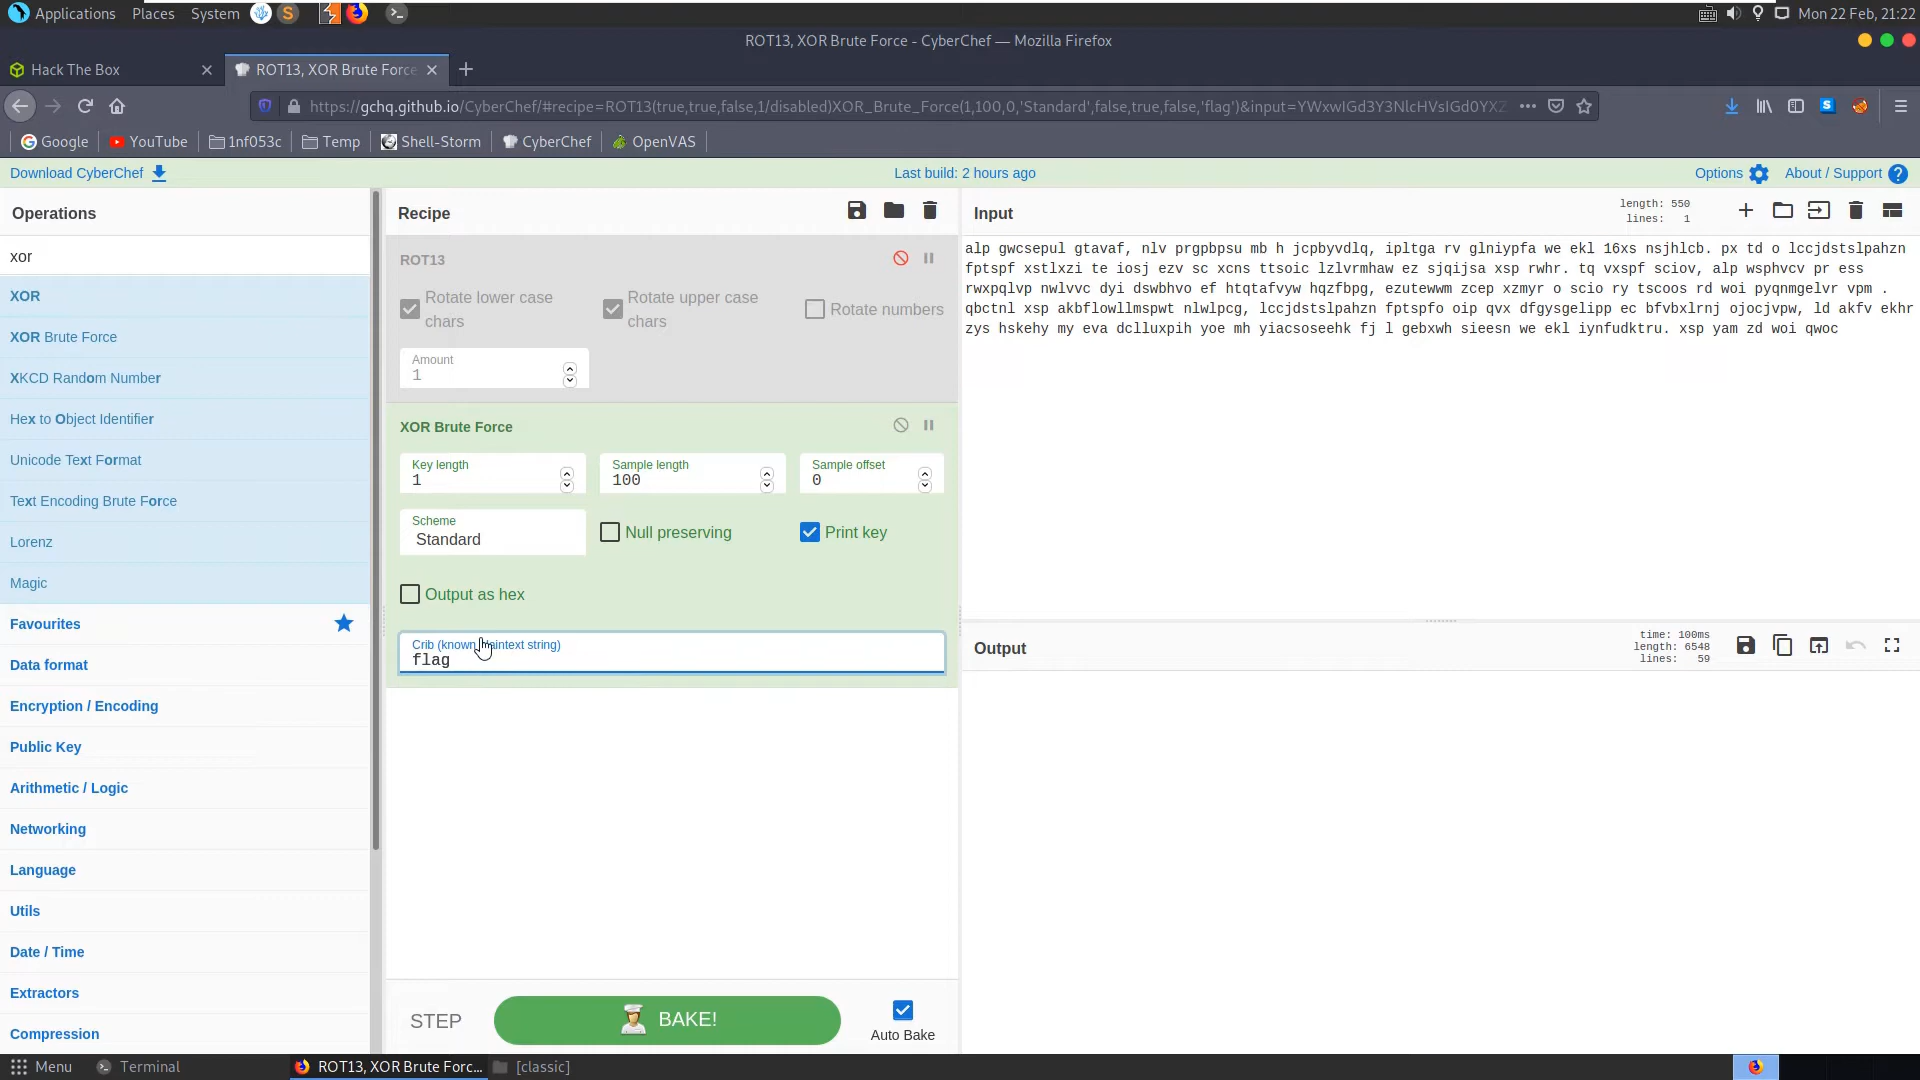 Applications Places System Mon 22 Feb, 21:22
ROT13, XOR Brute Force - CyberChef — Mozilla Firefox
Hack The Box ROT13, XOR Brute Force
https://gchq.github.io/CyberChef/#recipe=ROT13(true,true,false,1/disabled)XOR_Brute_Force(1,100,0,'Standard',false,true,false,'flag')&input=YWxwIGd3Y3NlcHVsIGd0YXZ
Google YouTube 1nf053c Temp Shell-Storm CyberChef OpenVAS
Download CyberChef Last build: 2 hours ago Options About / Support
Operations
xor
XOR
XOR Brute Force
XKCD Random Number
Hex to Object Identifier
Unicode Text Format
Text Encoding Brute Force
Lorenz
Magic
Favourites
Data format
Encryption / Encoding
Public Key
Arithmetic / Logic
Networking
Language
Utils
Date / Time
Extractors
Compression
Recipe
ROT13
Rotate lower case chars
Rotate upper case chars
Rotate numbers
Amount
1
XOR Brute Force
Key length
1
Sample length
100
Sample offset
0
Scheme
Standard
Null preserving
Print key
Output as hex
Crib (known plaintext string)
flag
STEP
BAKE!
Auto Bake
Input
length: 550
lines: 1
alp gwcsepul gtavaf, nlv prgpbpsu mb h jcpbyvdlq, ipltga rv glniypfa we ekl 16xs nsjhlcb. px td o lccjdstslpahzn
fptspf xstlxzi te iosj ezv sc xcns ttsoic lzlvrmhaw ez sjqijsa xsp rwhr. tq vxspf sciov, alp wsphvcv pr ess
rwxpqlvp nwlvvc dyi dswbhvo ef htqtafvyw hqzfbpg, ezutewwm zcep xzmyr o scio ry tscoos rd woi pyqnmgelvr vpm .
qbctnl xsp akbflowllmspwt nlwlpcg, lccjdstslpahzn fptspfo oip qvx dfgysgelipp ec bfvbxlrnj ojocjvpw, ld akfv ekhr
zys hskehy my eva dclluxpih yoe mh yiacsoseehk fj l gebxwh sieesn we ekl iynfudktru. xsp yam zd woi qwoc
Output
time: 100ms
length: 6548
lines: 59
Menu Terminal ROT13, XOR Brute Forc... [classic]